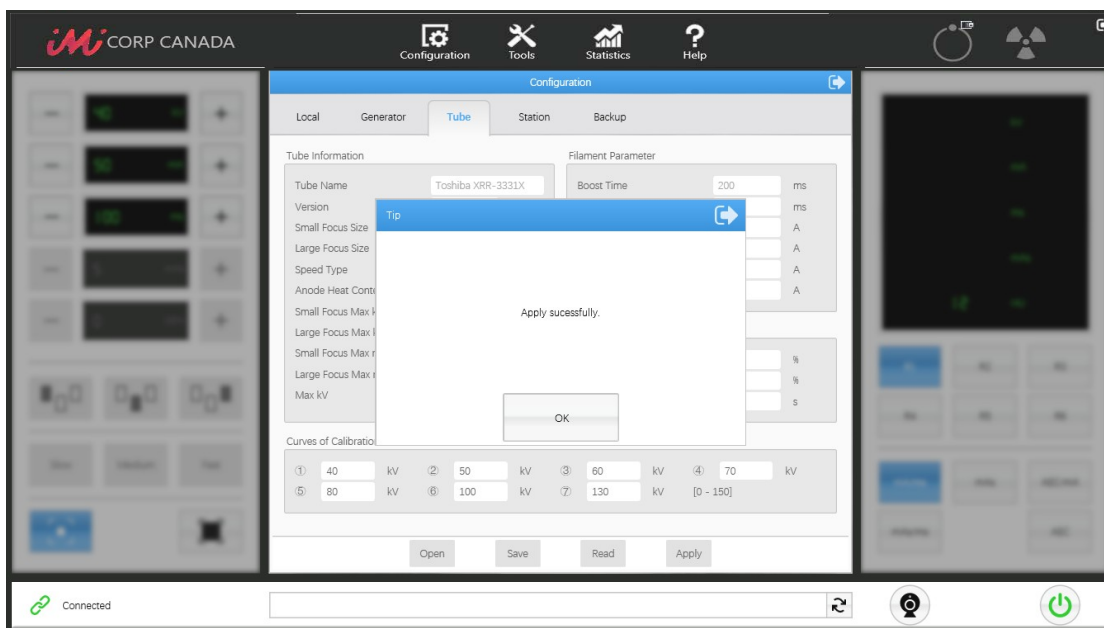 iMi CORP CANADA
Configuration Tools Statistics Help
Configuration
Local Generator Tube Station Backup
Tube Information Filament Parameter
Tube Name Toshiba XRR-3331X Boost Time 200 ms
Version ms
Small Focus Size A
Large Focus Size A
Speed Type A
Anode Heat A
Small Focus Max
Large Focus Max
Small Focus Max %
Large Focus Max %
Max kV s
Tip
Apply sucessfully.
OK
Curves of
① 40 kV ② 50 kV ③ 60 kV ④ 70 kV
⑤ 80 kV ⑥ 100 kV ⑦ 130 kV [0 - 150]
Open Save Read Apply
Connected